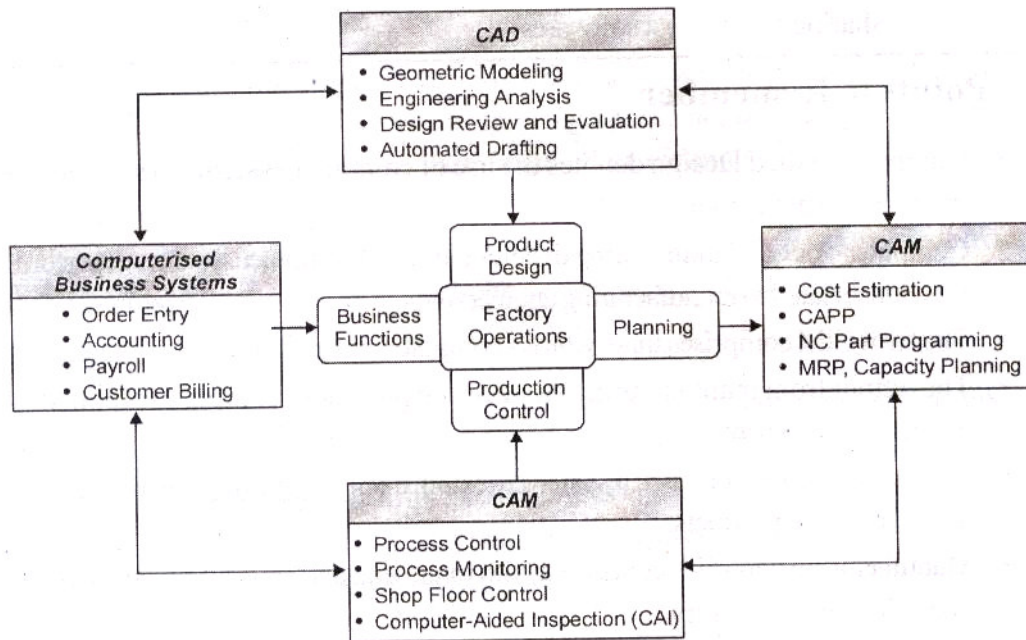 CAD
• Geometric Modeling
• Engineering Analysis
• Design Review and Evaluation
• Automated Drafting
Computerised
Business Systems
• Order Entry
• Accounting
• Payroll
• Customer Billing
Product
Design
Business
Functions
Factory
Operations
Planning
Production
Control
CAM
• Cost Estimation
• CAPP
• NC Part Programming
• MRP, Capacity Planning
CAM
• Process Control
• Process Monitoring
• Shop Floor Control
• Computer-Aided Inspection (CAI)